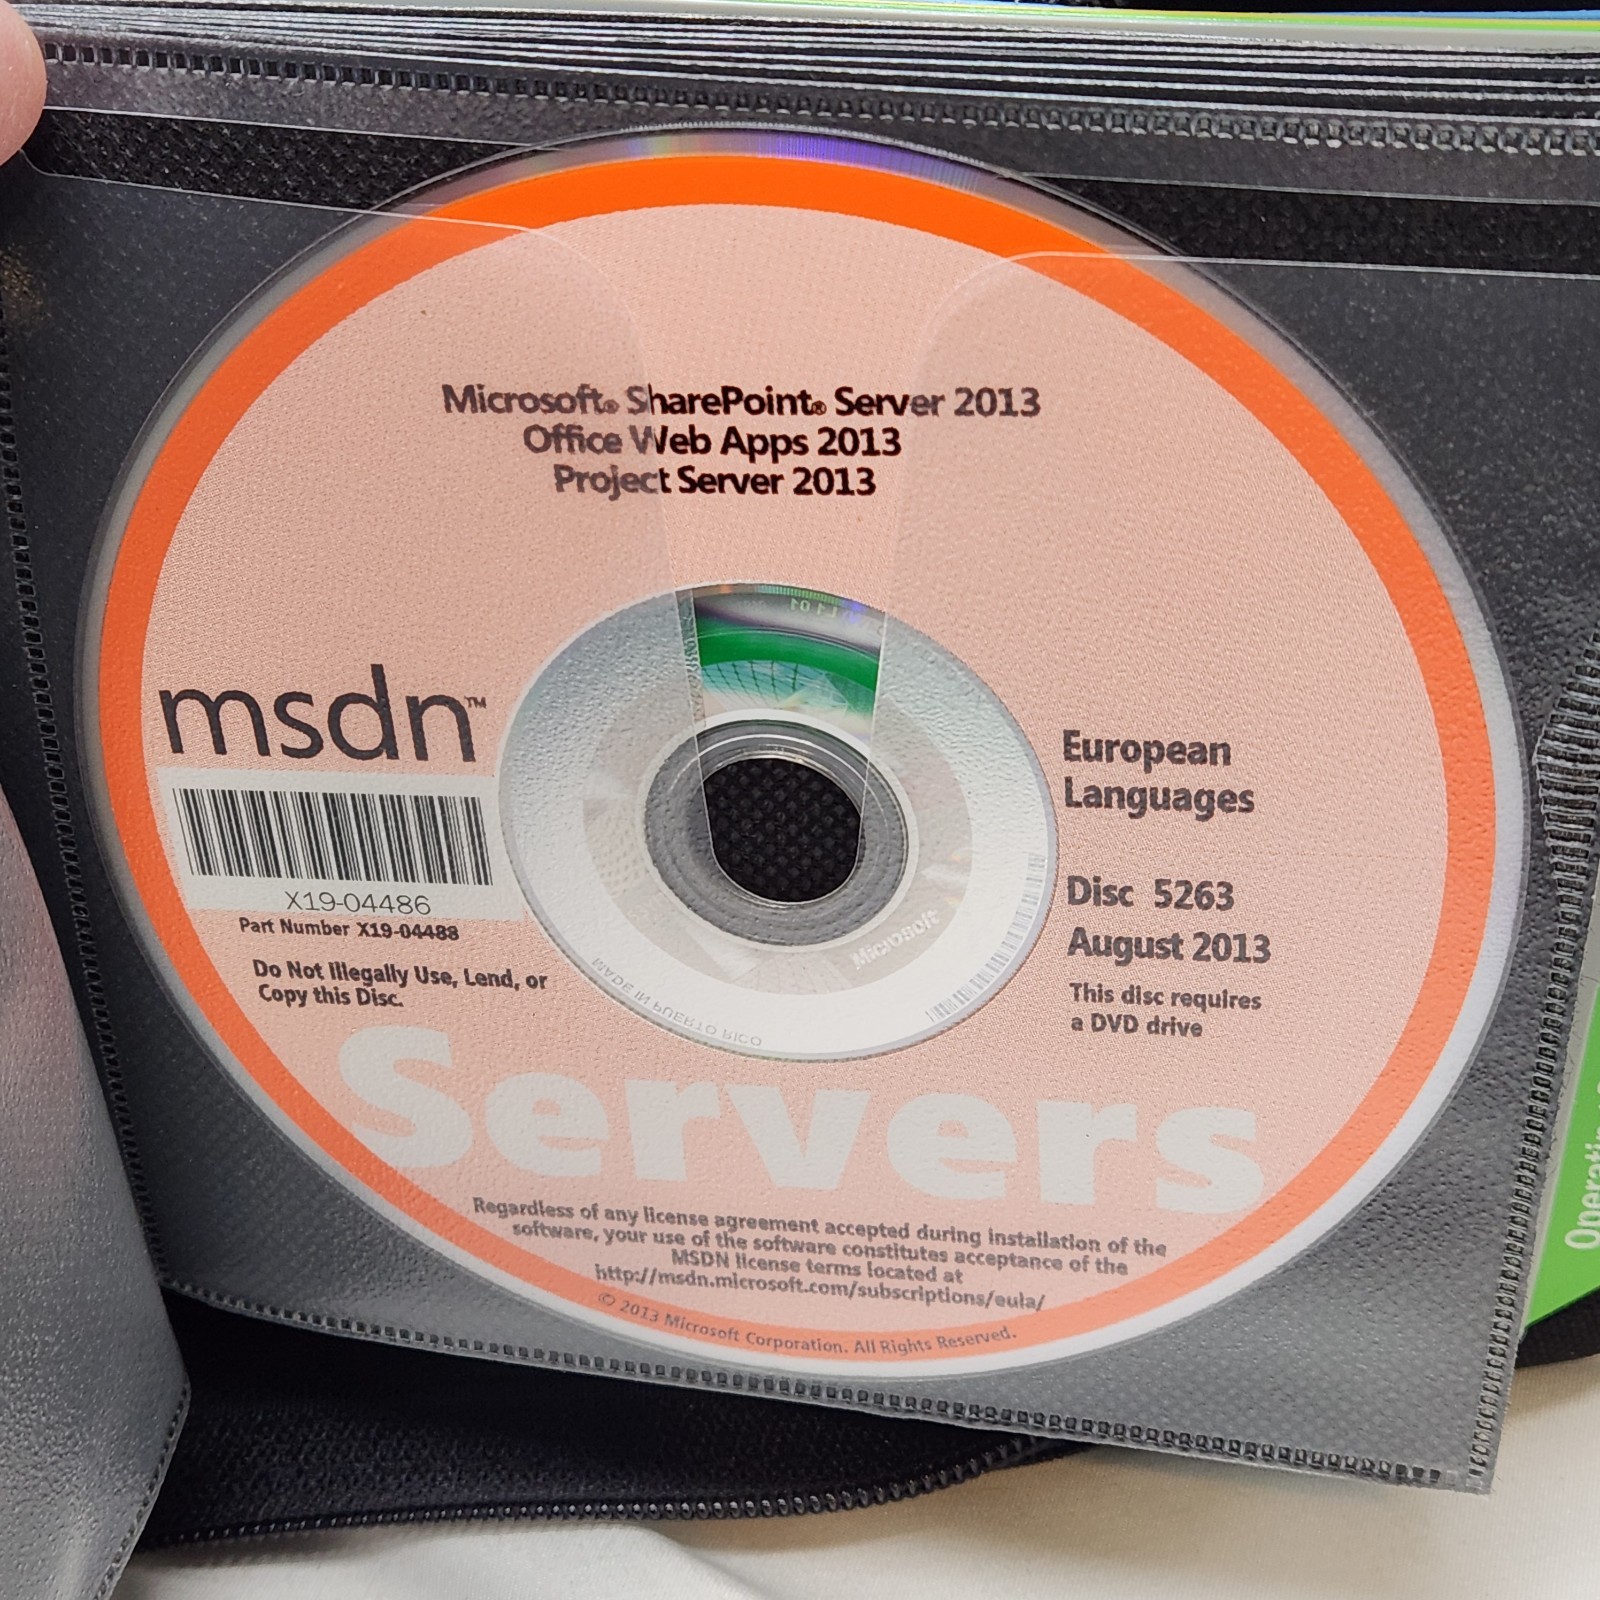 Microsoft® SharePoint® Server 2013
Office Web Apps 2013
Project Server 2013
msdn™
X19-04486
Part Number X19-04488
Do Not Illegally Use, Lend, or
Copy this Disc.
European
Languages
Disc 5263
August 2013
This disc requires
a DVD drive
Microsoft
MADE IN PUERTO RICO
Servers
Regardless of any license agreement accepted during installation of the
software, your use of the software constitutes acceptance of the
MSDN license terms located at
http://msdn.microsoft.com/subscriptions/eula/
© 2013 Microsoft Corporation. All Rights Reserved.